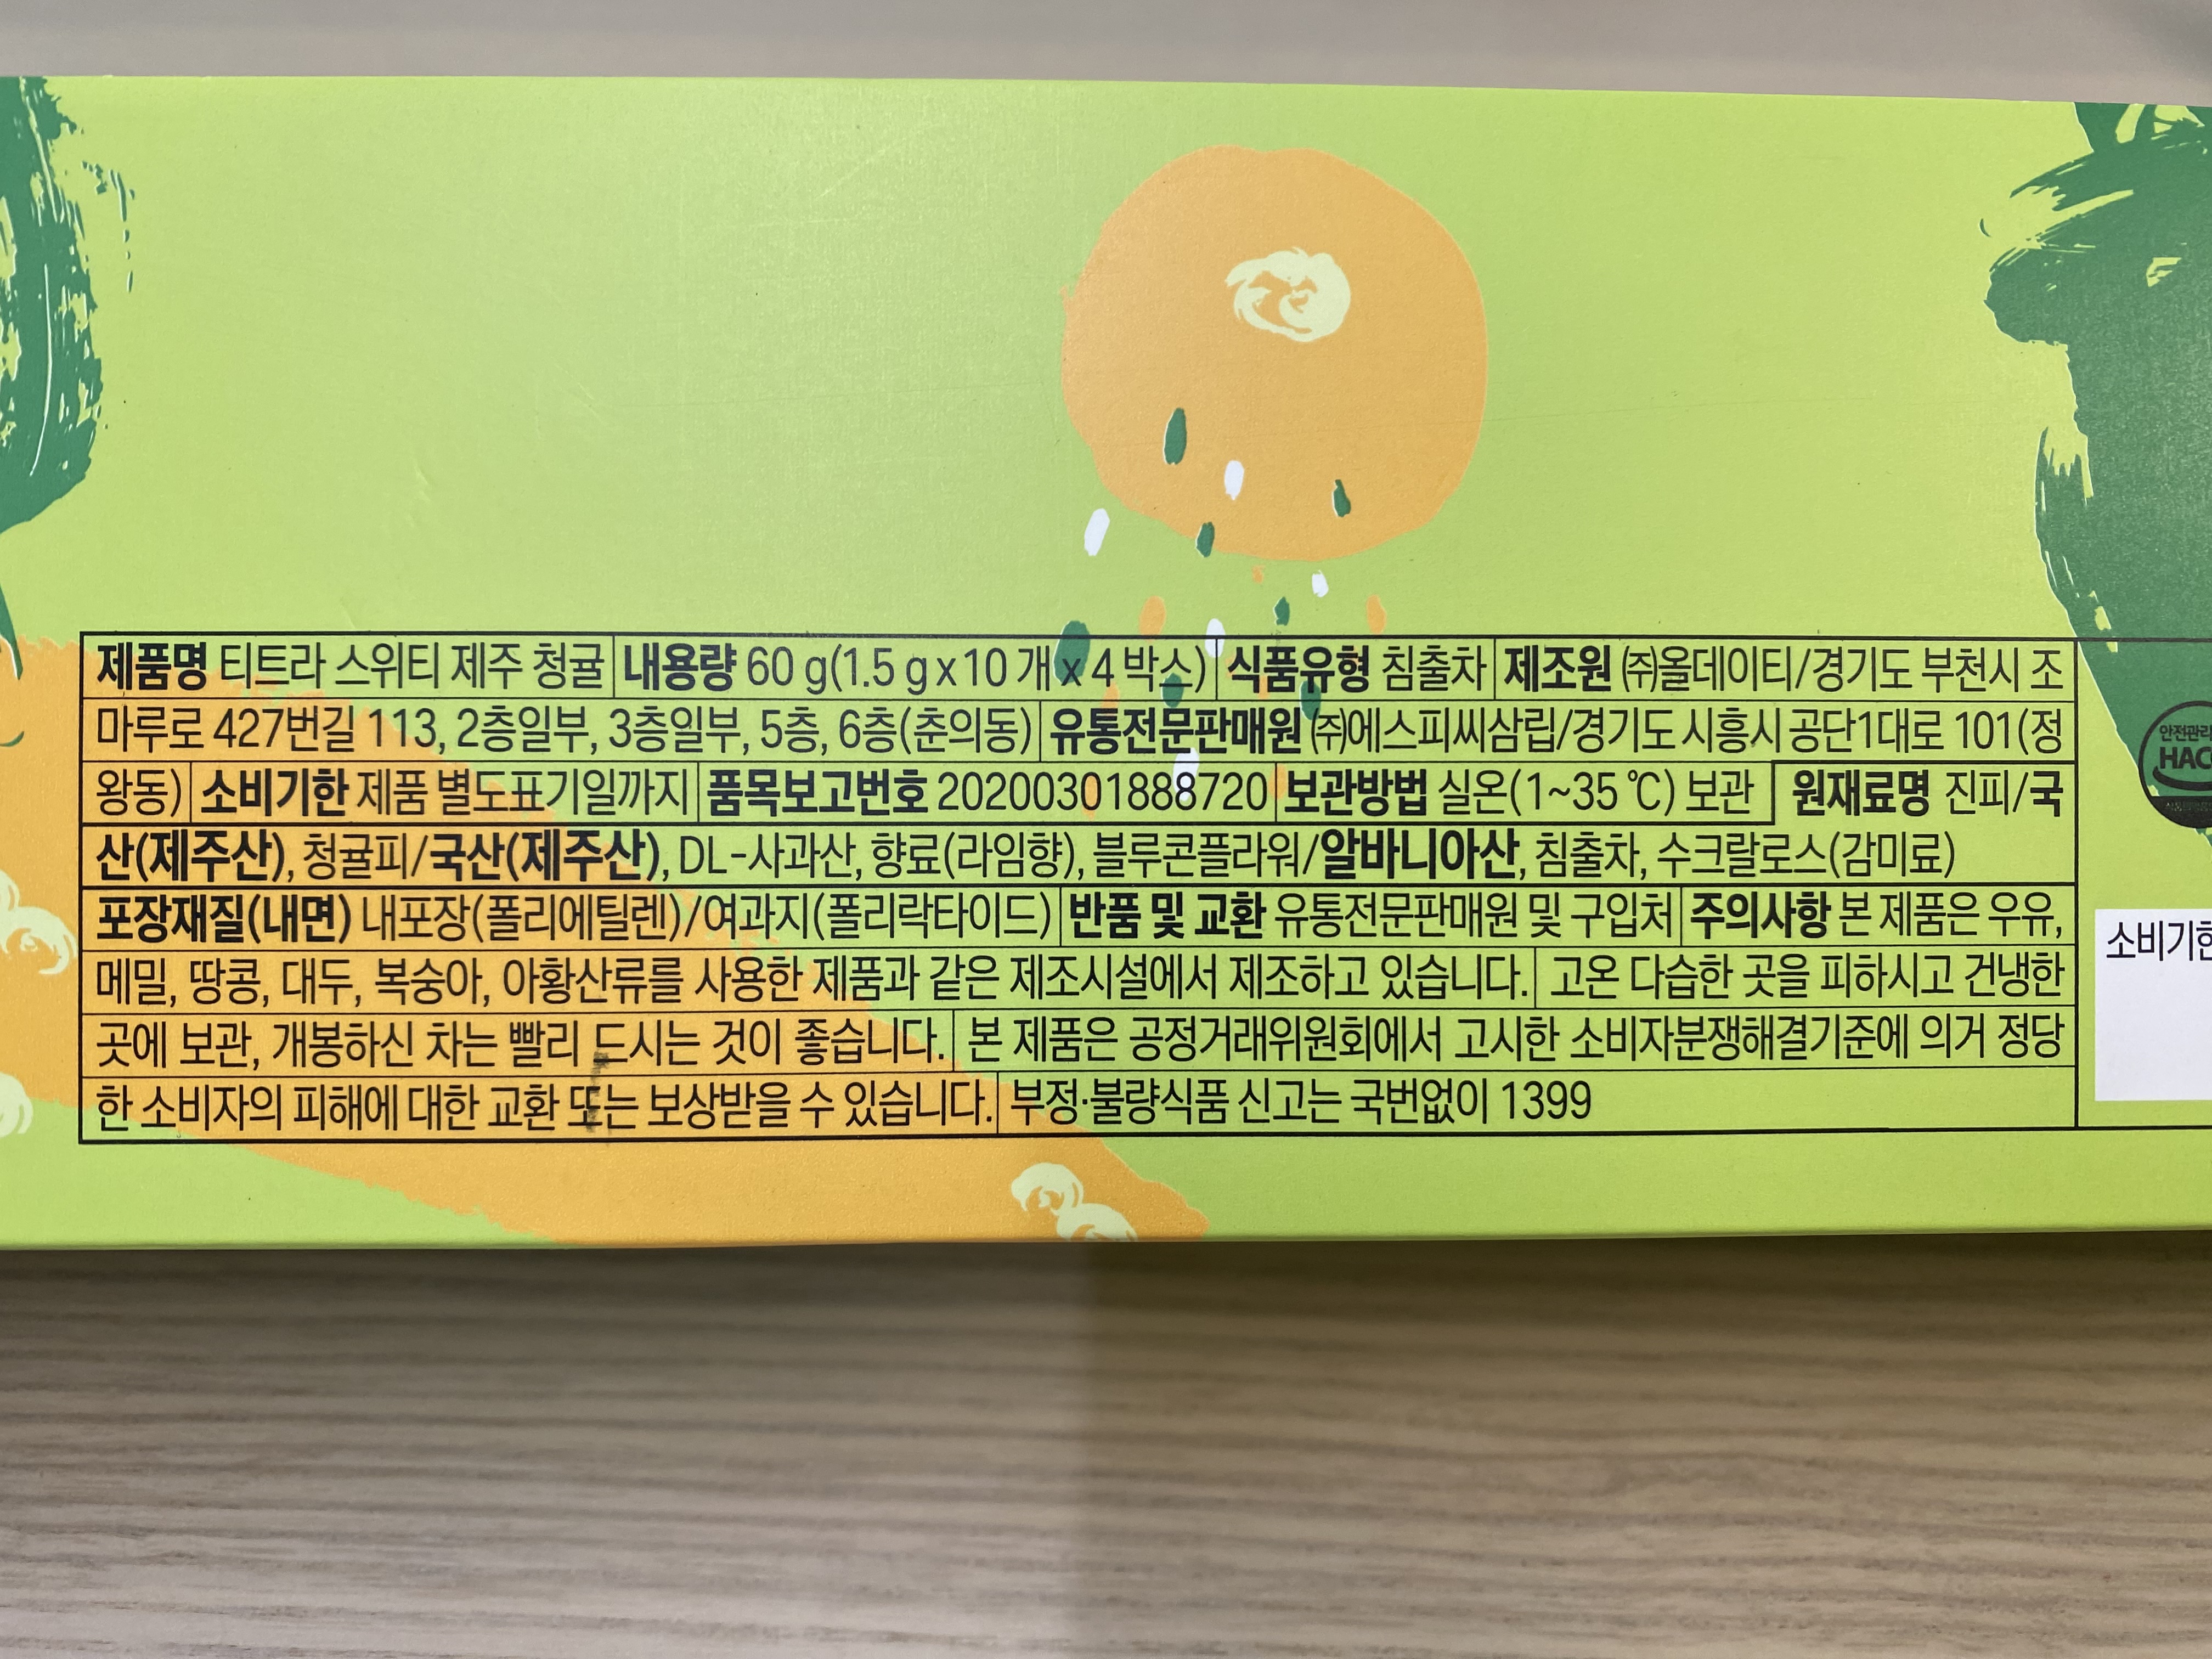 제품명 티트라 스위티 제주 청귤 내용량 60 g(1.5 g x 10 개 x 4 박스) 식품유형 침출차 제조원 ㈜올데이티/경기도 부천시 조
마루로 427번길 113, 2층일부, 3층일부, 5층, 6층(춘의동) 유통전문판매원 ㈜에스피씨삼립/경기도 시흥시 공단1대로 101(정
왕동) 소비기한 제품 별도표기일까지 품목보고번호 20200301888720 보관방법 실온(1~35 ℃) 보관 원재료명 진피/국
산(제주산), 청귤피/국산(제주산), DL-사과산, 향료(라임향), 블루콘플라워/알바니아산, 침출차, 수크랄로스(감미료)
포장재질(내면) 내포장(폴리에틸렌)/여과지(폴리락타이드) 반품 및 교환 유통전문판매원 및 구입처 주의사항 본 제품은 우유,
메밀, 땅콩, 대두, 복숭아, 아황산류를 사용한 제품과 같은 제조시설에서 제조하고 있습니다. 고온 다습한 곳을 피하시고 건냉한
곳에 보관, 개봉하신 차는 빨리 드시는 것이 좋습니다. 본 제품은 공정거래위원회에서 고시한 소비자분쟁해결기준에 의거 정당
한 소비자의 피해에 대한 교환 또는 보상받을 수 있습니다. 부정·불량식품 신고는 국번없이 1399
안전관리
HAC
소비기한